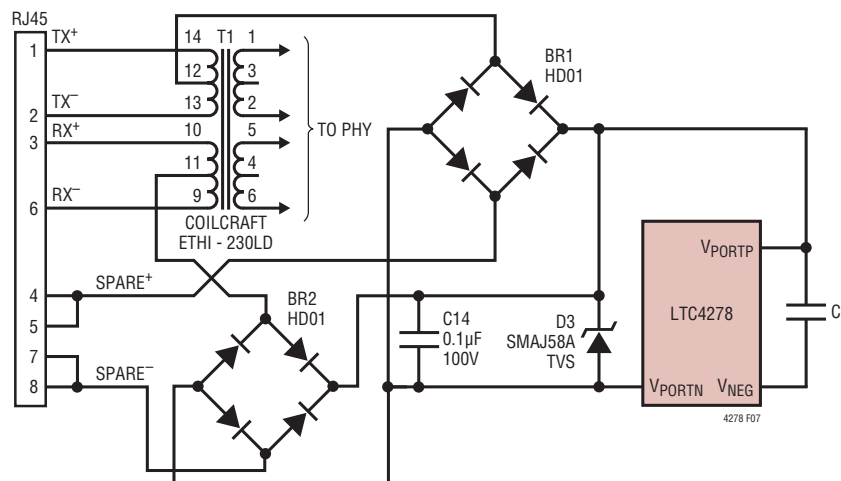 RJ45
1 TX+
2 TX−
3 RX+
6 RX−
4 SPARE+
5
7
8 SPARE−
14 T1 1
12 3
13 2
10 5
11 4
9 6
TO PHY
COILCRAFT
ETHI - 230LD
BR1
HD01
BR2
HD01
C14
0.1µF
100V
D3
SMAJ58A
TVS
VPORTP
LTC4278
VPORTN VNEG
C
4278 F07